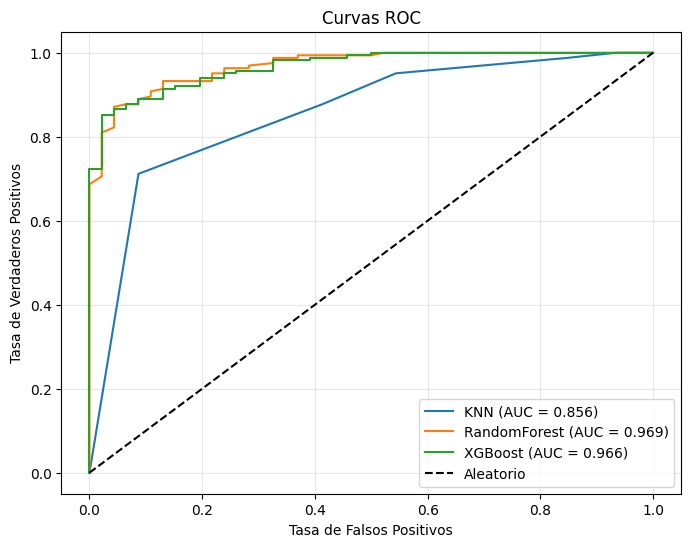 Curvas ROC
1.0
0.8
0.6
0.4
0.2
0.0
Tasa de Verdaderos Positivos
KNN (AUC = 0.856)
RandomForest (AUC = 0.969)
XGBoost (AUC = 0.966)
Aleatorio
0.0 0.2 0.4 0.6 0.8 1.0
Tasa de Falsos Positivos